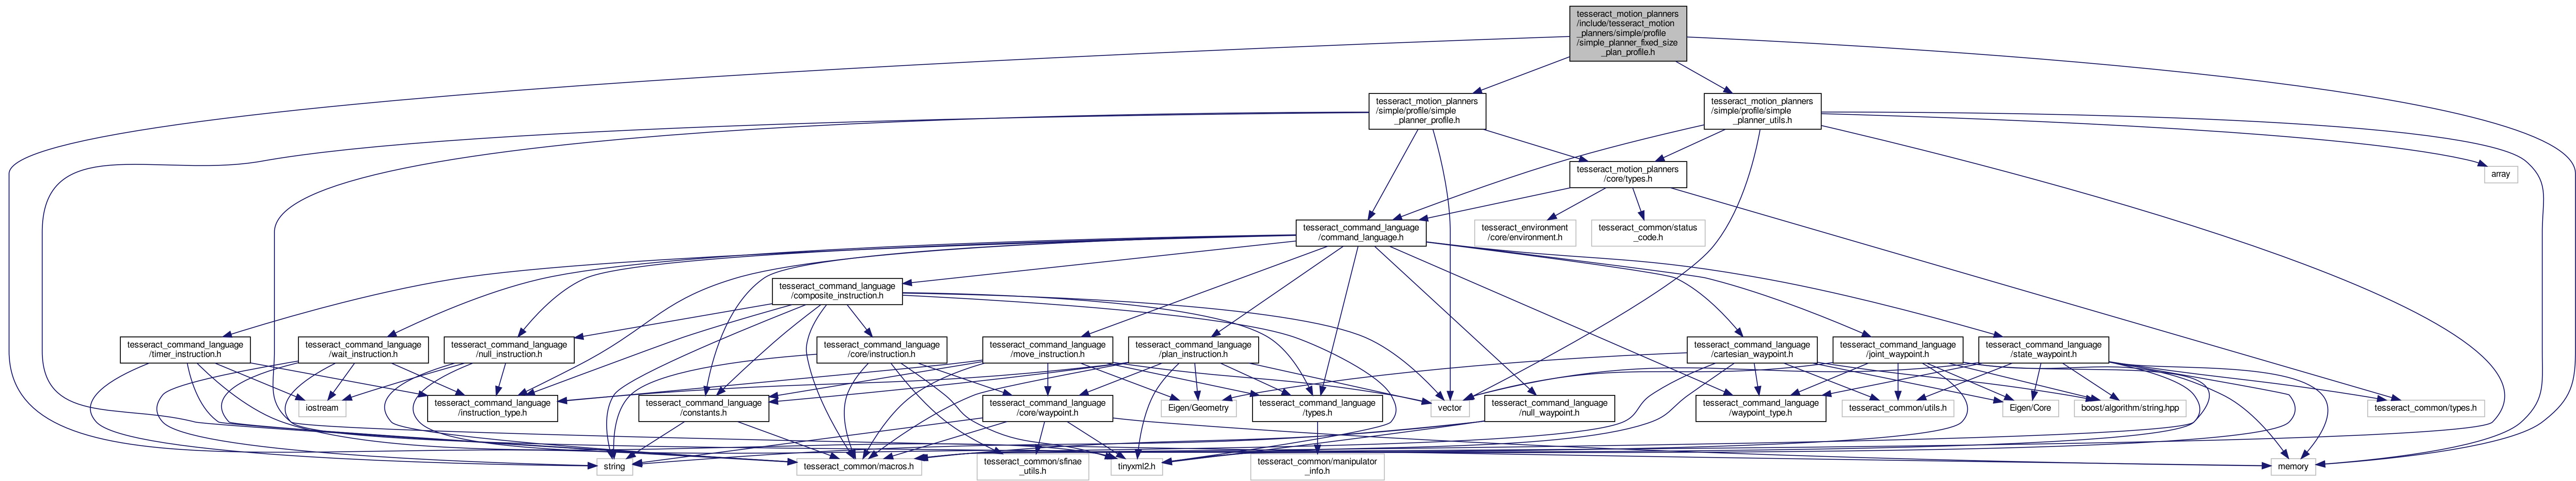 tesseract_motion_planners
/include/tesseract_motion
_planners/simple/profile
/simple_planner_fixed_size
_plan_profile.h
tesseract_motion_planners
/simple/profile/simple
_planner_profile.h
tesseract_motion_planners
/simple/profile/simple
_planner_utils.h
tesseract_motion_planners
/core/types.h
array
tesseract_command_language
/command_language.h
tesseract_environment
/core/environment.h
tesseract_common/status
_code.h
tesseract_command_language
/composite_instruction.h
tesseract_command_language
/timer_instruction.h
tesseract_command_language
/wait_instruction.h
tesseract_command_language
/null_instruction.h
tesseract_command_language
/core/instruction.h
tesseract_command_language
/move_instruction.h
tesseract_command_language
/plan_instruction.h
tesseract_command_language
/cartesian_waypoint.h
tesseract_command_language
/joint_waypoint.h
tesseract_command_language
/state_waypoint.h
iostream
tesseract_command_language
/instruction_type.h
tesseract_command_language
/constants.h
tesseract_command_language
/core/waypoint.h
Eigen/Geometry
tesseract_command_language
/types.h
vector
tesseract_command_language
/null_waypoint.h
tesseract_command_language
/waypoint_type.h
tesseract_common/utils.h
Eigen/Core
boost/algorithm/string.hpp
tesseract_common/types.h
string
tesseract_common/macros.h
tesseract_common/sfinae
_utils.h
tinyxml2.h
tesseract_common/manipulator
_info.h
memory